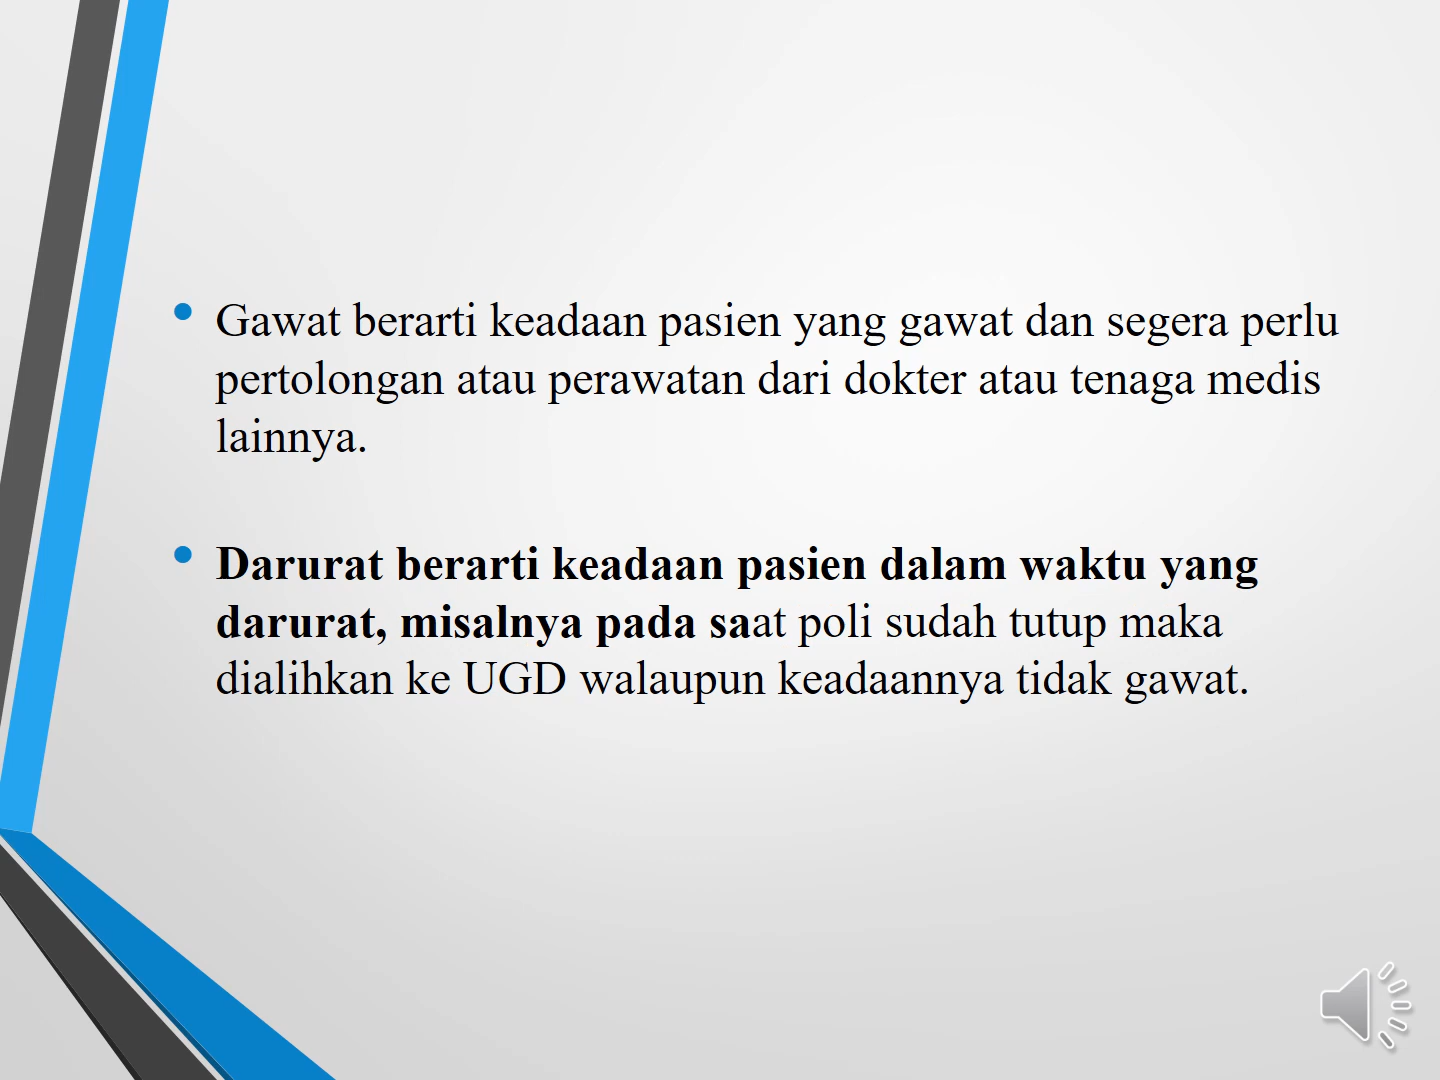 • Gawat berarti keadaan pasien yang gawat dan segera perlu
pertolongan atau perawatan dari dokter atau tenaga medis
lainnya.
• Darurat berarti keadaan pasien dalam waktu yang
darurat, misalnya pada saat poli sudah tutup maka
dialihkan ke UGD walaupun keadaannya tidak gawat.